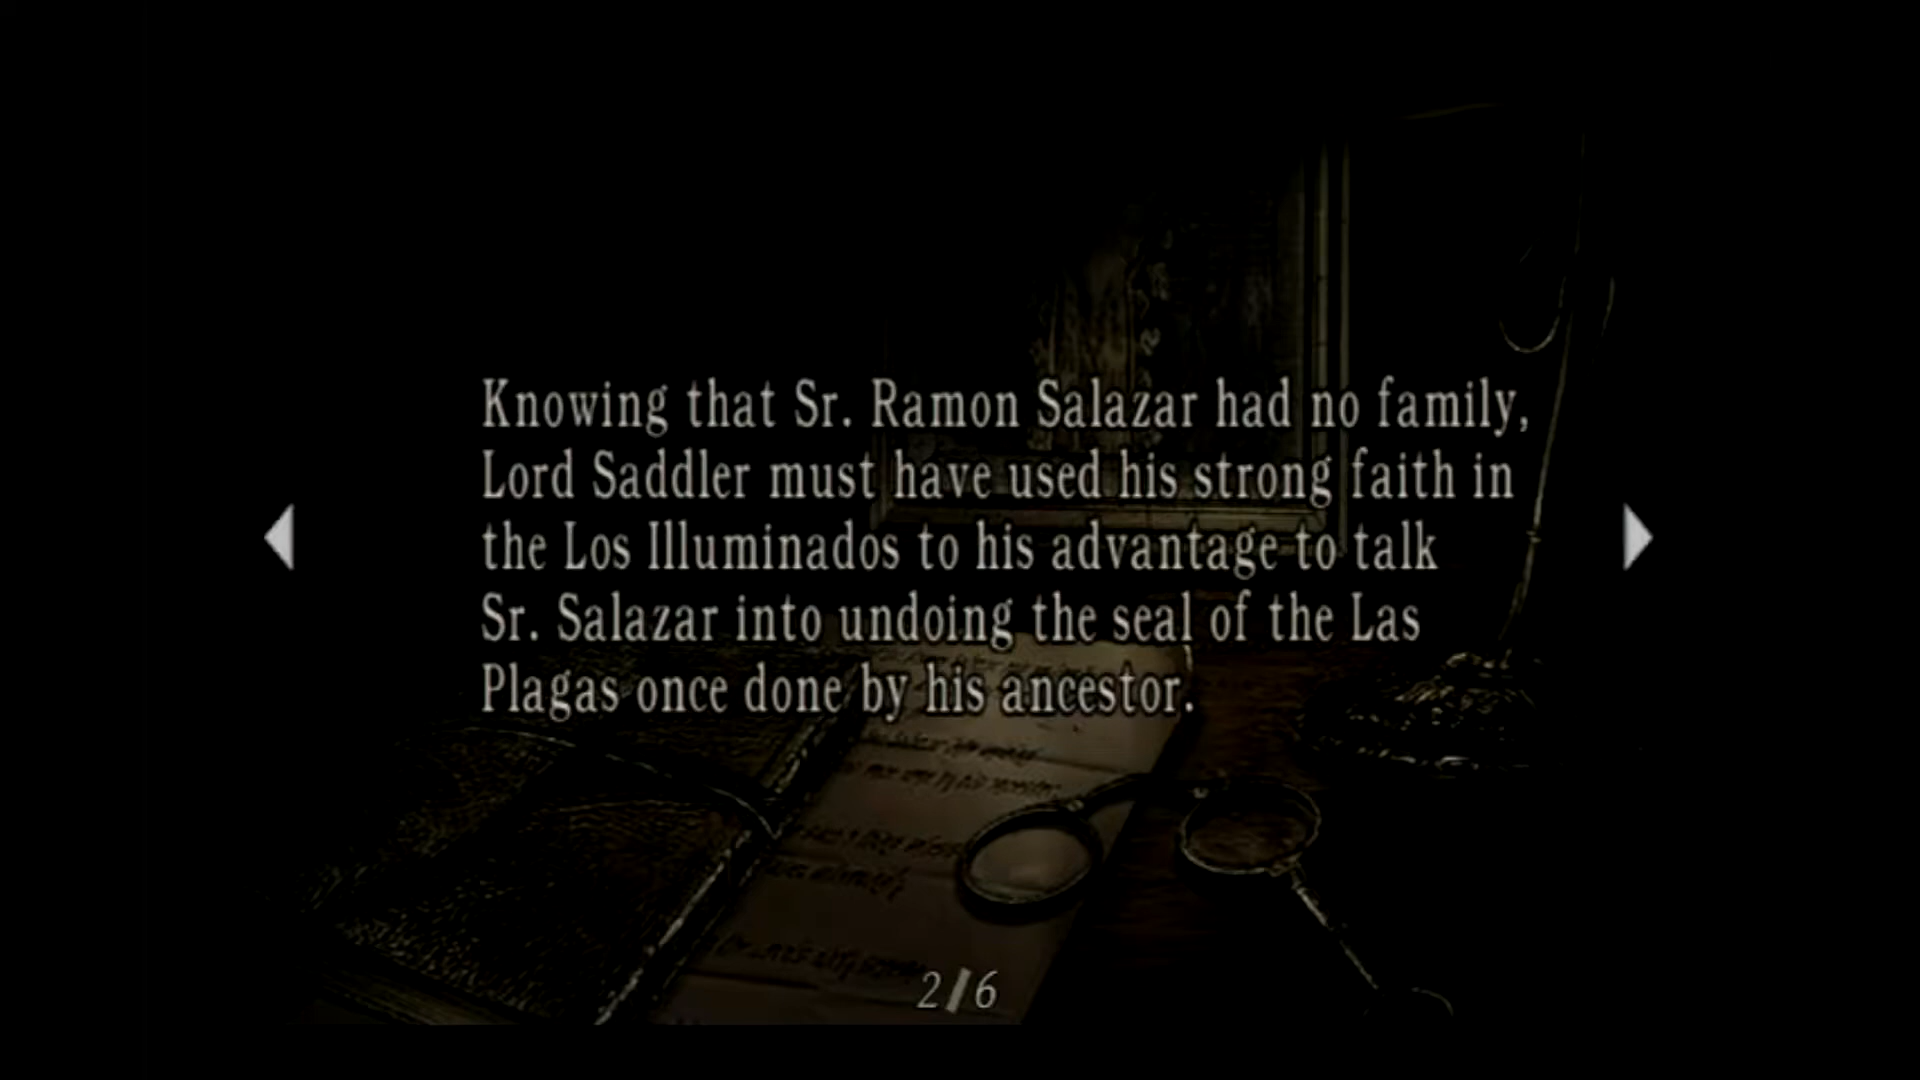 Knowing that Sr. Ramon Salazar had no family,
Lord Saddler must have used his strong faith in
the Los Illuminados to his advantage to talk
Sr. Salazar into undoing the seal of the Las
Plagas once done by his ancestor.
2/6